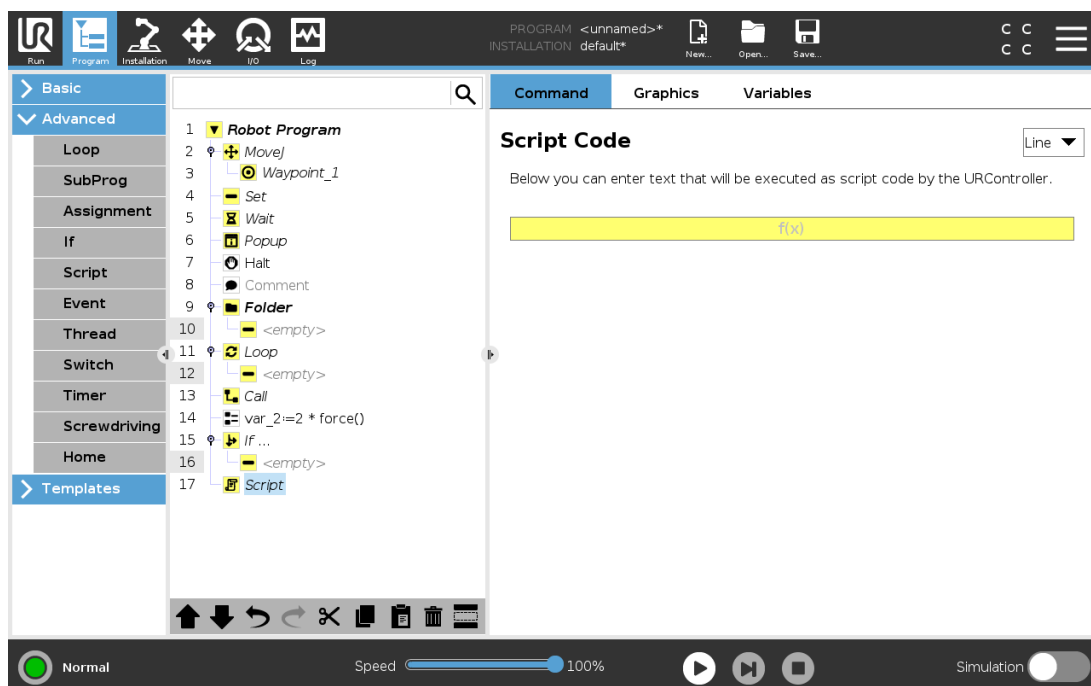 UR
PROGRAM <unnamed>*
INSTALLATION default*
Run Program Installation Move I/O Log New... Open... Save...
C C
C C
Basic
Advanced
Loop
SubProg
Assignment
If
Script
Event
Thread
Switch
Timer
Screwdriving
Home
Templates
1 Robot Program
2 MoveJ
3 Waypoint_1
4 Set
5 Wait
6 Popup
7 Halt
8 Comment
9 Folder
10 <empty>
11 Loop
12 <empty>
13 Call
14 var_2:=2 * force()
15 If ...
16 <empty>
17 Script
Command Graphics Variables
Script Code
Line
Below you can enter text that will be executed as script code by the URController.
f(x)
Normal
Speed 100%
Simulation